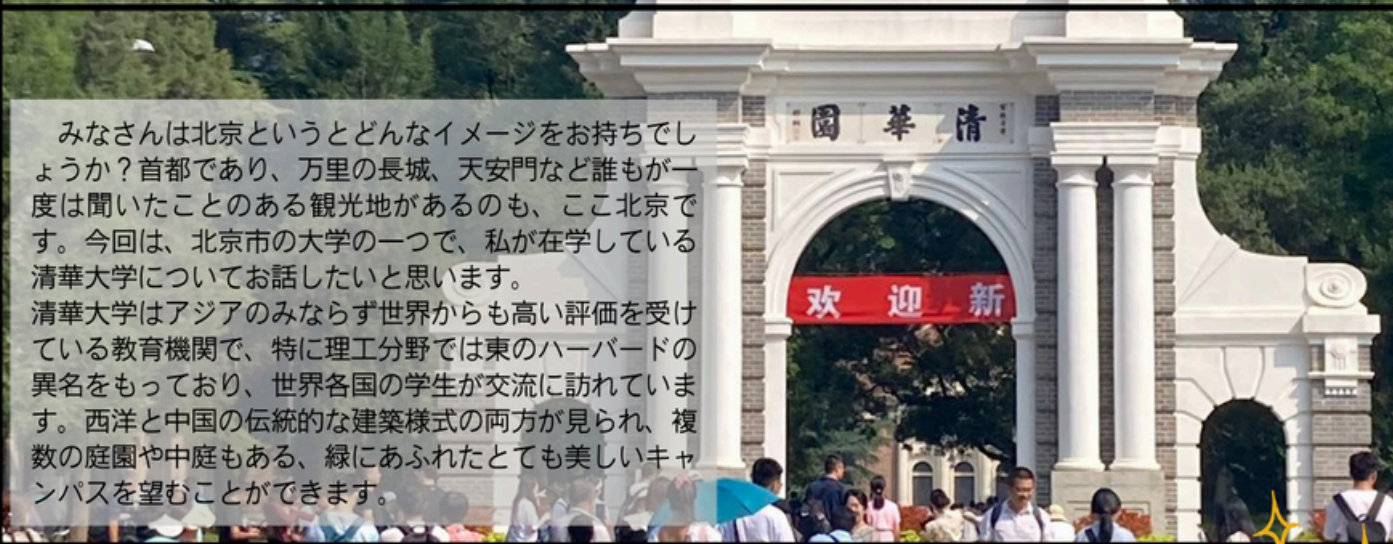 みなさんは北京というとどんなイメージをお持ちでし
ょうか？首都であり、万里の長城、天安門など誰もが一
度は聞いたことのある観光地があるのも、ここ北京で
す。今回は、北京市の大学の一つで、私が在学している
清華大学についてお話したいと思います。
清華大学はアジアのみならず世界からも高い評価を受け
ている教育機関で、特に理工分野では東のハーバードの
異名をもっており、世界各国の学生が交流に訪れていま
す。西洋と中国の伝統的な建築様式の両方が見られ、複
数の庭園や中庭もある、緑にあふれたとても美しいキャ
ンパスを望むことができます。
園華清
欢迎新